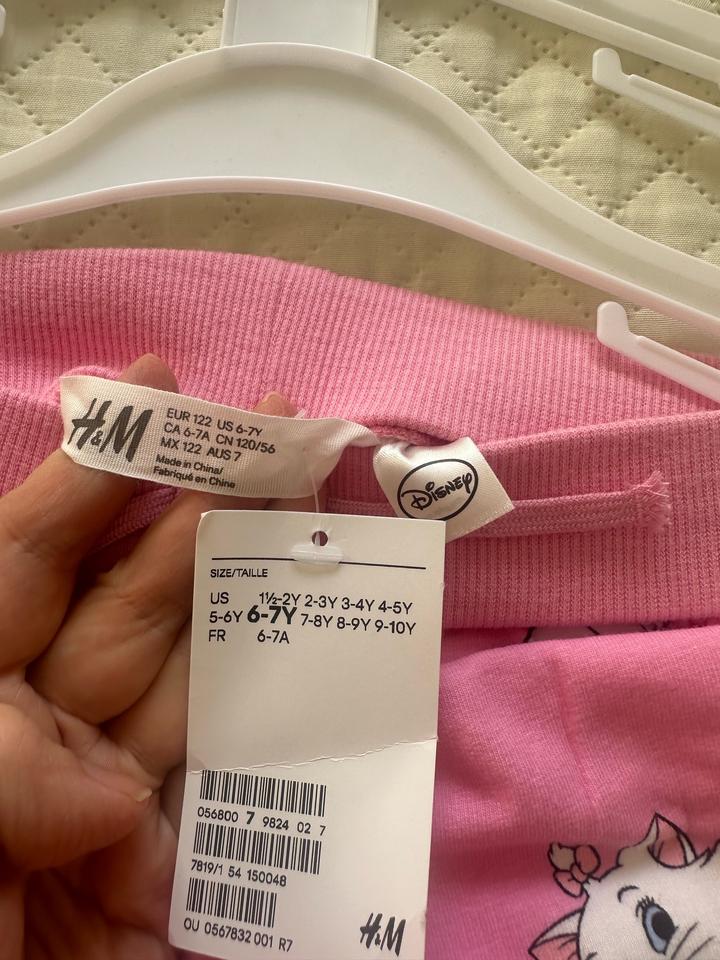 H&M
EUR 122 US 6-7Y
CA 6-7A CN 120/56
MX 122 AUS 7
Made in China/
Fabriqué en Chine
DISNEY
SIZE/TAILLE
US 1½-2Y 2-3Y 3-4Y 4-5Y
5-6Y 6-7Y 7-8Y 8-9Y 9-10Y
FR 6-7A
056800 7 9824 02 7
7819/1 54 150048
OU 0567832 001 R7
H&M